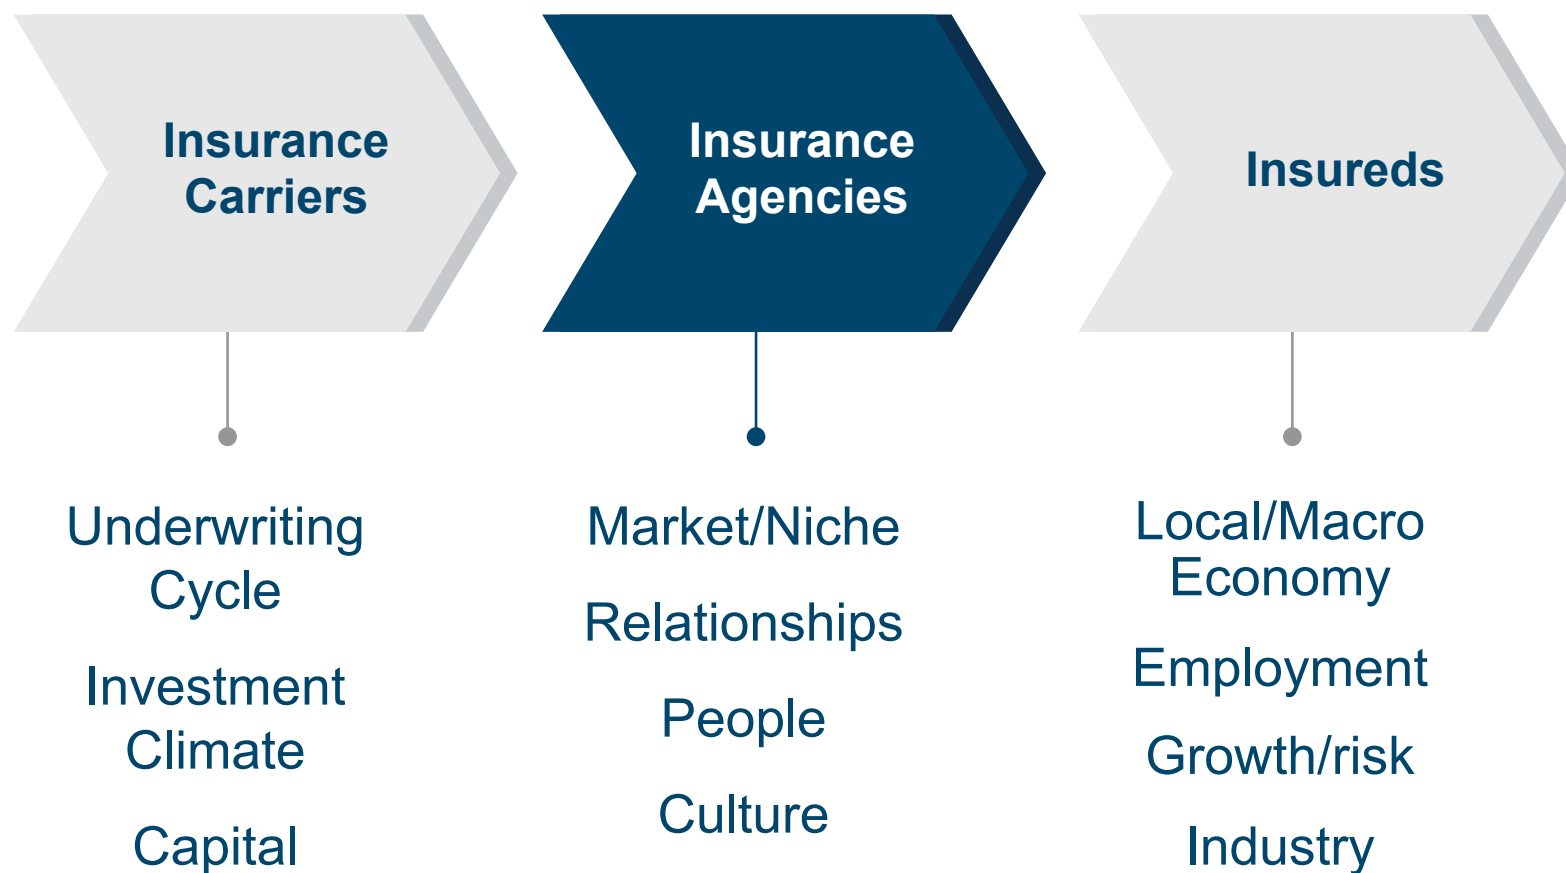 Insurance
Carriers
Insurance
Agencies
Insureds
Underwriting
Cycle
Investment
Climate
Capital
Market/Niche
Relationships
People
Culture
Local/Macro
Economy
Employment
Growth/risk
Industry